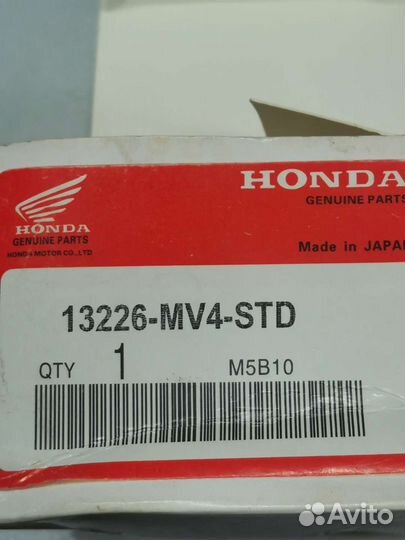 HONDA
GENUINE PARTS
HONDA MOTOR CO.,LTD
HONDA
GENUINE PARTS
Made in JAPAN
13226-MV4-STD
QTY 1 M5B10
Avito